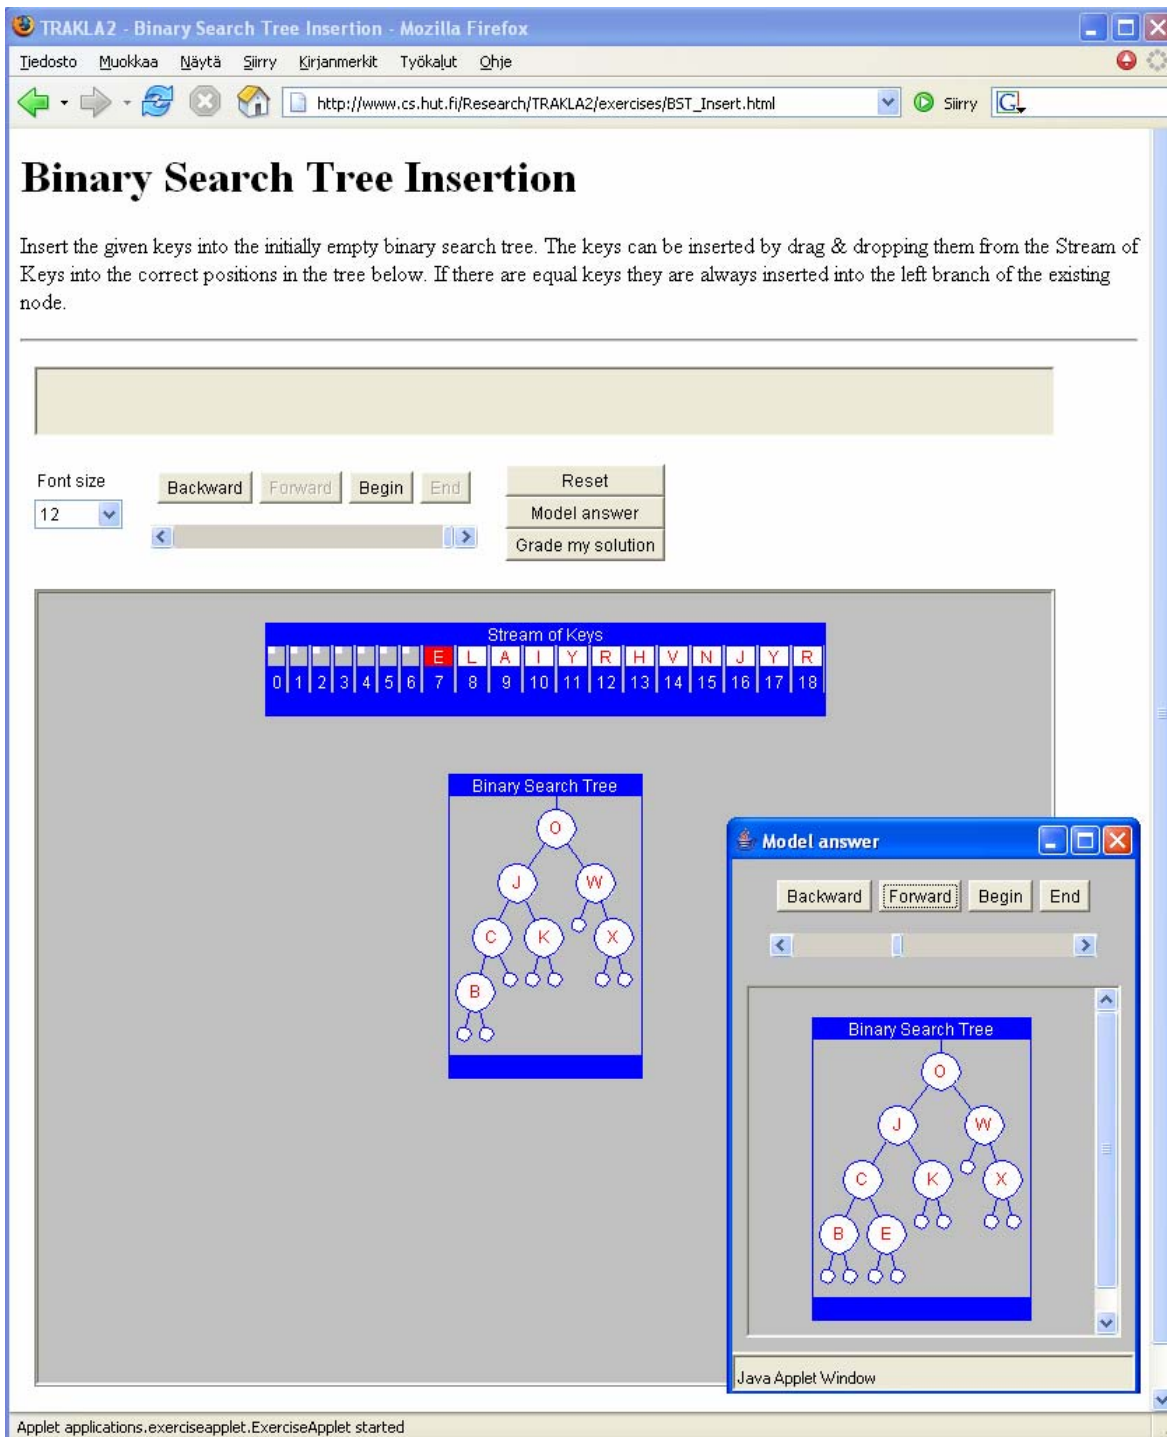 TRAKLA2 - Binary Search Tree Insertion - Mozilla Firefox
Tiedosto Muokkaa Näytä Siirry Kirjanmerkit Työkalut Ohje
http://www.cs.hut.fi/Research/TRAKLA2/exercises/BST_Insert.html Siirry G
Binary Search Tree Insertion
Insert the given keys into the initially empty binary search tree. The keys can be inserted by drag & dropping them from the Stream of
Keys into the correct positions in the tree below. If there are equal keys they are always inserted into the left branch of the existing
node.
Font size
12
Backward Forward Begin End
Reset
Model answer
Grade my solution
Stream of Keys
E L A I Y R H V N J Y R
0 1 2 3 4 5 6 7 8 9 10 11 12 13 14 15 16 17 18
Binary Search Tree
O
J W
C K X
B
Model answer
Backward Forward Begin End
Binary Search Tree
O
J W
C K X
B E
Java Applet Window
Applet applications.exerciseapplet.ExerciseApplet started